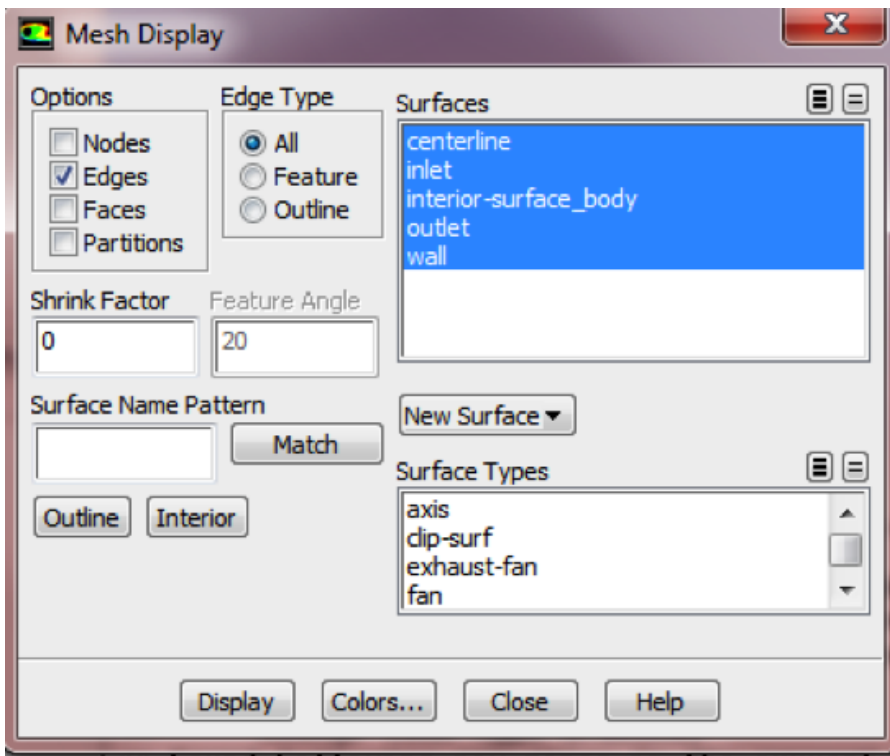 Mesh Display
Options
Nodes
Edges
Faces
Partitions
Edge Type
All
Feature
Outline
Shrink Factor
0
Feature Angle
20
Surface Name Pattern
Match
Outline
Interior
Surfaces
centerline
inlet
interior-surface_body
outlet
wall
New Surface
Surface Types
axis
clip-surf
exhaust-fan
fan
Display
Colors...
Close
Help